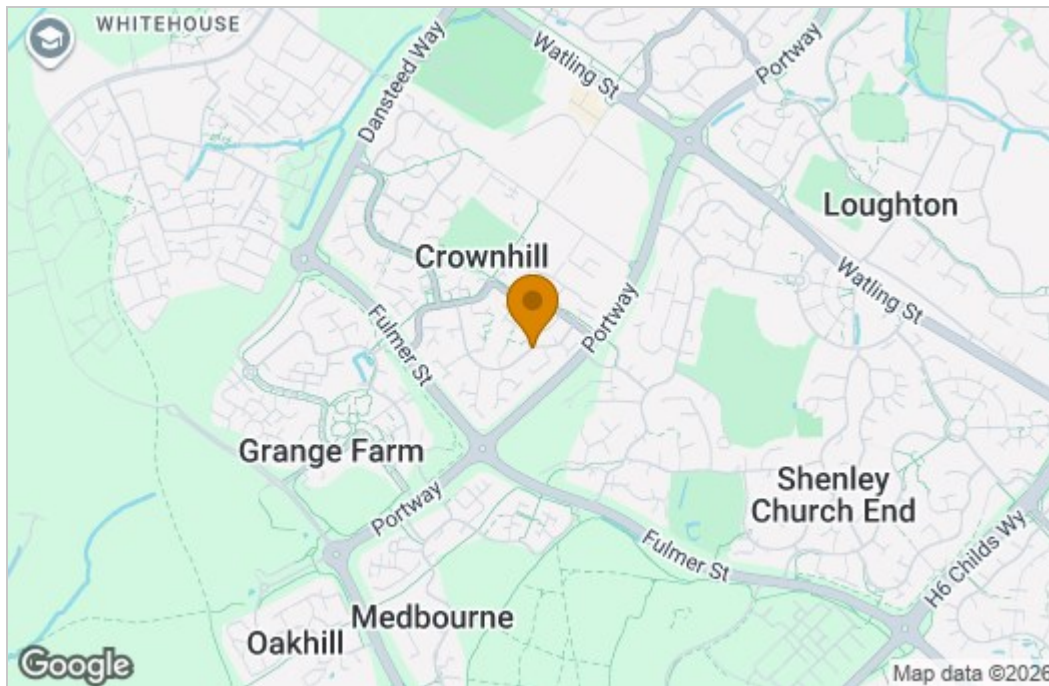 WHITEHOUSE
Dansteed Way
Watling St
Portway
Loughton
Crownhill
Watling St
Fulmer St
Portway
Grange Farm
Shenley
Church End
Portway
Fulmer St
H6 Childs Wy
Medbourne
Oakhill
Google
Map data ©2026